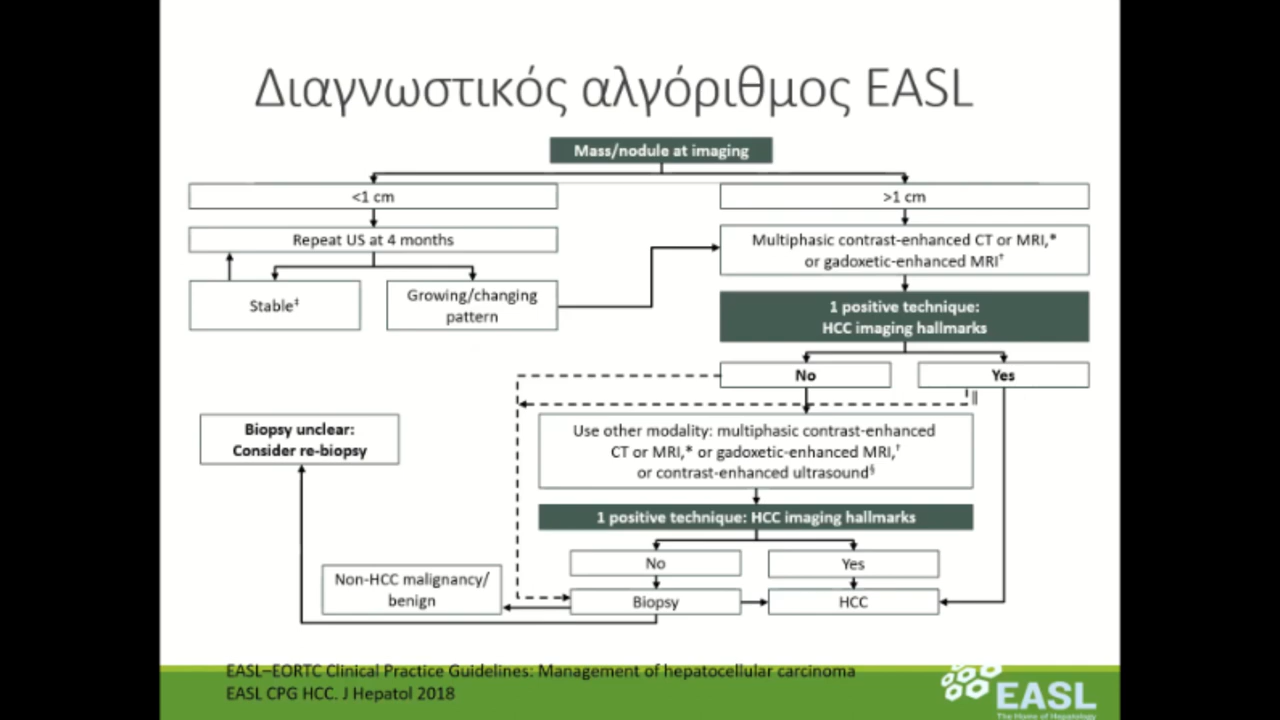 Διαγνωστικός αλγόριθμος EASL
Mass/nodule at imaging
<1 cm
>1 cm
Repeat US at 4 months
Multiphasic contrast-enhanced CT or MRI,*
or gadoxetic-enhanced MRI†
Stable‡
Growing/changing
pattern
1 positive technique:
HCC imaging hallmarks
No
Yes
||
Biopsy unclear:
Consider re-biopsy
Use other modality: multiphasic contrast-enhanced
CT or MRI,* or gadoxetic-enhanced MRI,†
or contrast-enhanced ultrasound§
1 positive technique: HCC imaging hallmarks
No
Yes
Non-HCC malignancy/
benign
Biopsy
HCC
EASL–EORTC Clinical Practice Guidelines: Management of hepatocellular carcinoma
EASL CPG HCC. J Hepatol 2018
EASL
The Home of Hepatology